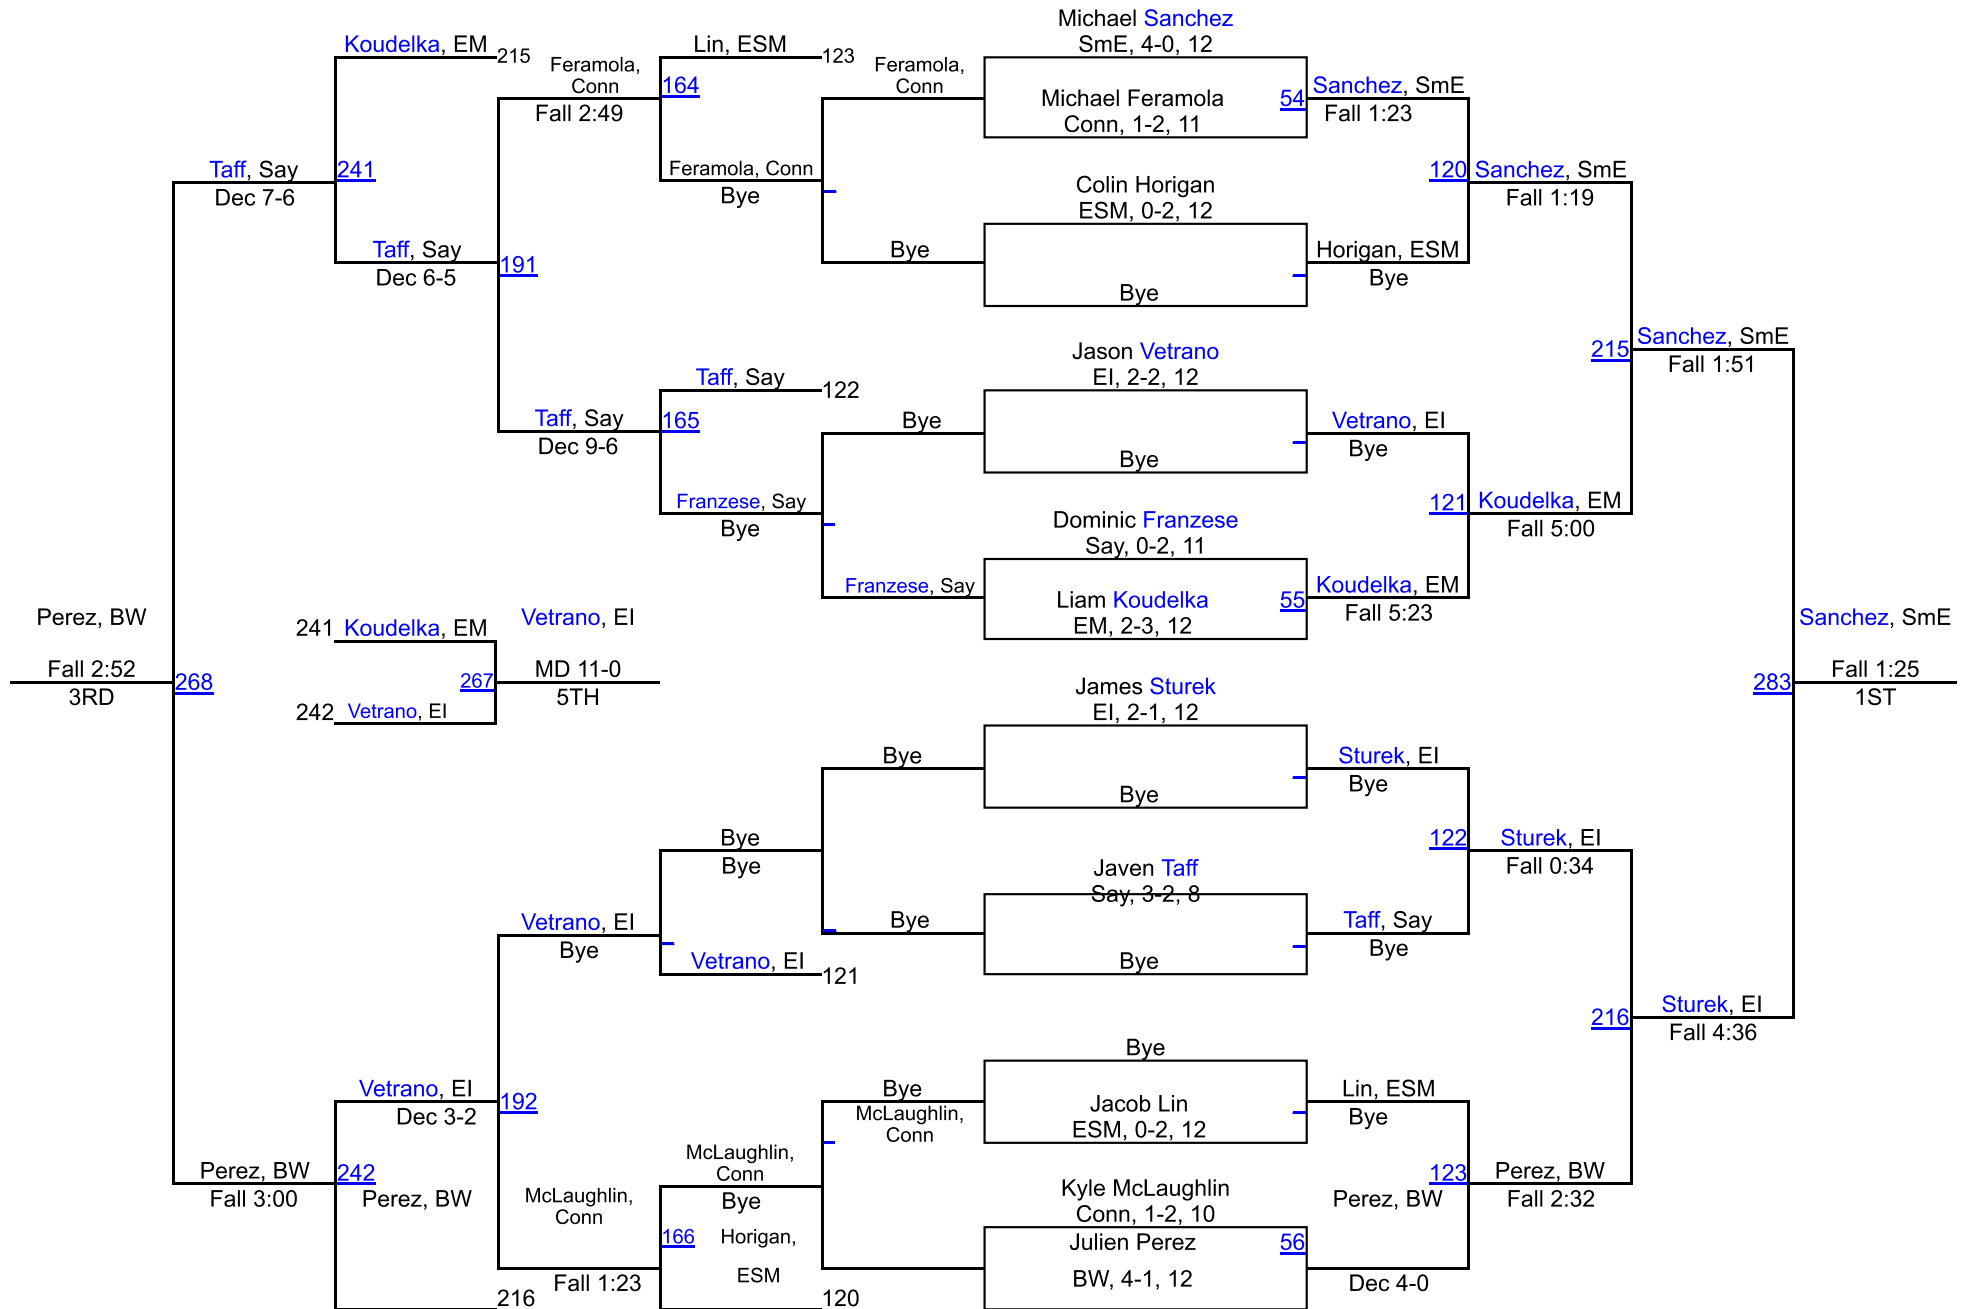 Michael Sanchez
SmE, 4-0, 12
Michael Feramola
Conn, 1-2, 11
54
Colin Horigan
ESM, 0-2, 12
Bye
Jason Vetrano
EI, 2-2, 12
Bye
Dominic Franzese
Say, 0-2, 11
Liam Koudelka
EM, 2-3, 12
55
James Sturek
EI, 2-1, 12
Bye
Javen Taff
Say, 3-2, 8
Bye
Bye
Jacob Lin
ESM, 0-2, 12
Kyle McLaughlin
Conn, 1-2, 10
Julien Perez
BW, 4-1, 12
56
Sanchez, SmE
Fall 1:23
Horigan, ESM
Bye
Vetrano, EI
Bye
Koudelka, EM
Fall 5:23
Sturek, EI
Bye
Taff, Say
Bye
Lin, ESM
Bye
Perez, BW
Dec 4-0
120
Sanchez, SmE
Fall 1:19
121
Koudelka, EM
Fall 5:00
122
Sturek, EI
Fall 0:34
123
Perez, BW
Fall 2:32
215
Sanchez, SmE
Fall 1:51
216
Sturek, EI
Fall 4:36
283
Sanchez, SmE
Fall 1:25
1ST
Feramola,
Conn
Bye
Bye
Franzese, Say
Bye
Bye
Bye
McLaughlin,
Conn
Lin, ESM
123
164
Feramola, Conn
Bye
Taff, Say
122
165
Franzese, Say
Bye
Bye
Bye
Vetrano, EI
121
McLaughlin,
Conn
Bye
166
Horigan,
ESM
120
Feramola,
Conn
Fall 2:49
191
Taff, Say
Dec 9-6
Vetrano, EI
Bye
192
McLaughlin,
Conn
Fall 1:23
Koudelka, EM
215
241
Taff, Say
Dec 6-5
Vetrano, EI
Dec 3-2
242
Perez, BW
216
241
Koudelka, EM
242
Vetrano, EI
267
Vetrano, EI
MD 11-0
5TH
Taff, Say
Dec 7-6
Perez, BW
Fall 3:00
268
Perez, BW
Fall 2:52
3RD